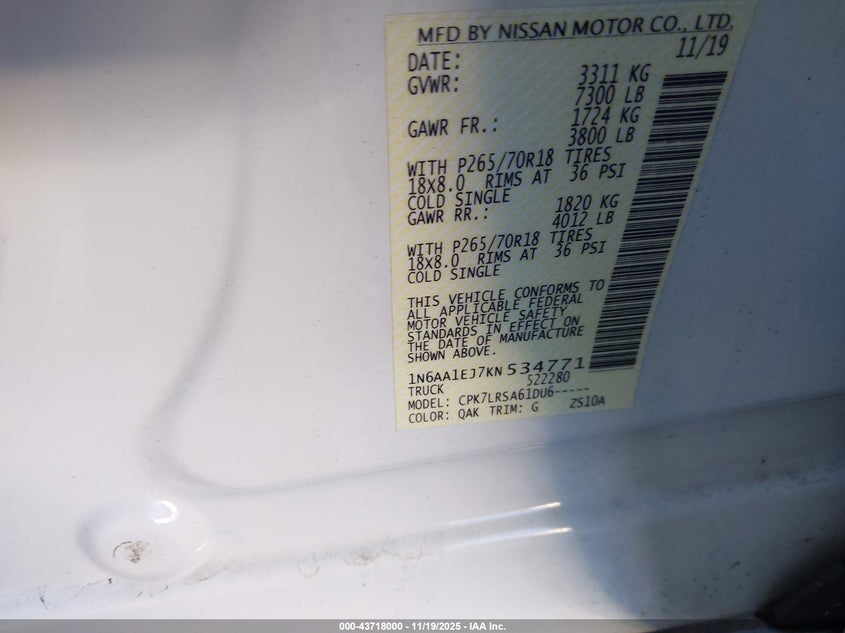 MFD BY NISSAN MOTOR CO., LTD.
DATE: 11/19
GVWR: 3311 KG
7300 LB
GAWR FR.: 1724 KG
3800 LB
WITH P265/70R18 TIRES
18x8.0 RIMS AT 36 PSI
COLD SINGLE
GAWR RR.: 1820 KG
4012 LB
WITH P265/70R18 TIRES
18x8.0 RIMS AT 36 PSI
COLD SINGLE
THIS VEHICLE CONFORMS TO
ALL APPLICABLE FEDERAL
MOTOR VEHICLE SAFETY
STANDARDS IN EFFECT ON
THE DATE OF MANUFACTURE
SHOWN ABOVE.
1N6AA1EJ7KN534771
TRUCK 522280
MODEL: CPK7LRSA61DU6-----
COLOR: QAK TRIM: G ZS10A
000-43718000 - 11/19/2025 - IAA Inc.